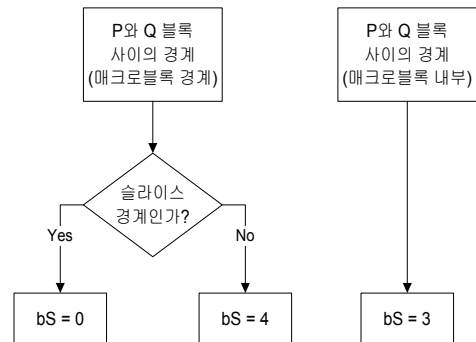 P와 Q 블록
사이의 경계
(매크로블록 경계)
P와 Q 블록
사이의 경계
(매크로블록 내부)
슬라이스
경계인가?
Yes
No
bS = 0
bS = 4
bS = 3